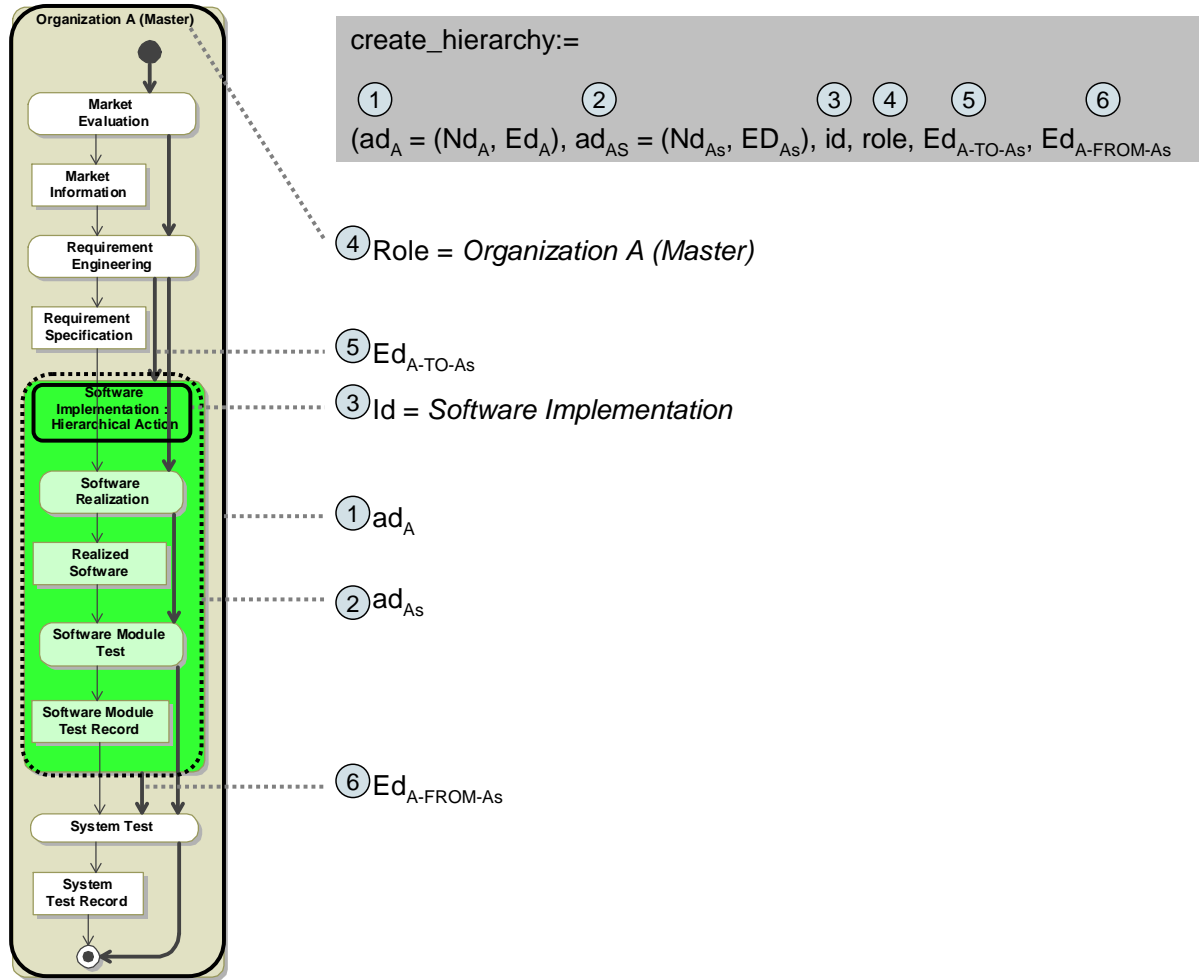 Organization A (Master)
Market
Evaluation
Market
Information
Requirement
Engineering
Requirement
Specification
Software
Implementation :
Hierarchical Action
Software
Realization
Realized
Software
Software Module
Test
Software Module
Test Record
System Test
System
Test Record
create_hierarchy:=
1 2 3 4 5 6
(ad_A = (Nd_A, Ed_A), ad_AS = (Nd_As, ED_As), id, role, Ed_A-TO-As, Ed_A-FROM-As
4 Role = Organization A (Master)
5 Ed_A-TO-As
3 Id = Software Implementation
1 ad_A
2 ad_As
6 Ed_A-FROM-As